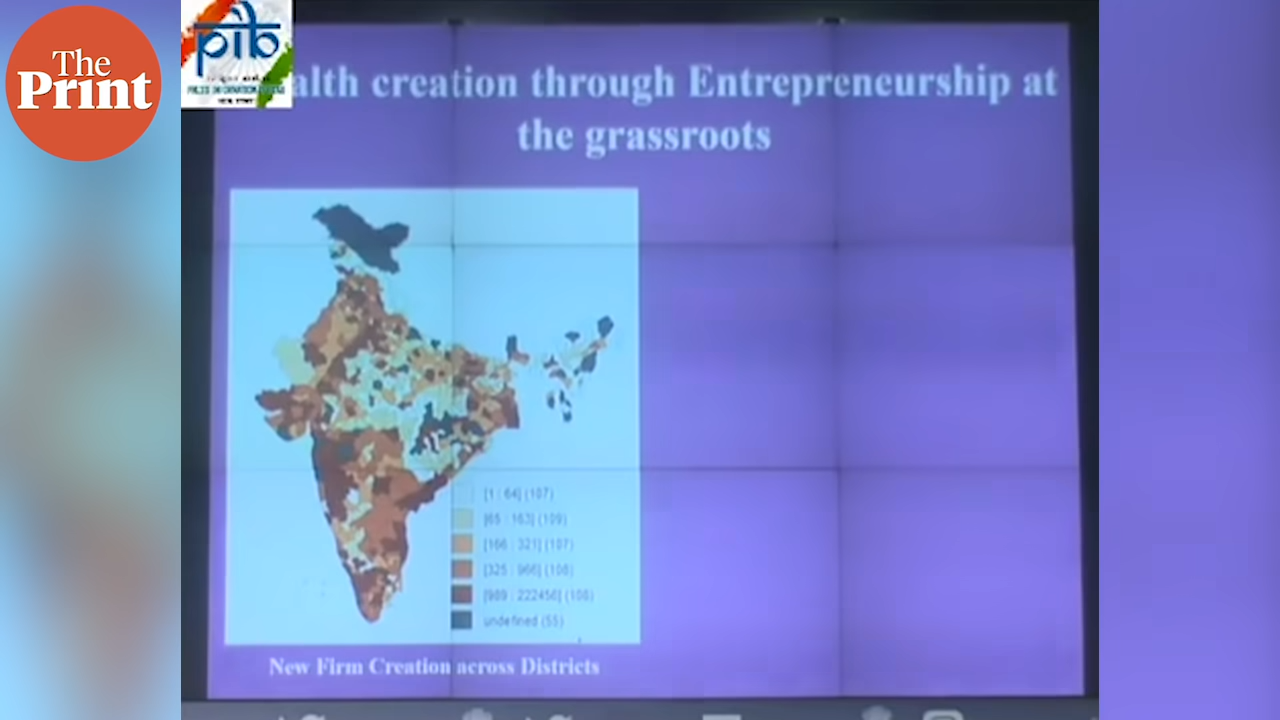 The
Print
pib
alth creation through Entrepreneurship at
the grassroots
[1 : 64] (107)
[65 : 163] (109)
[166 : 321] (107)
[325 : 966] (108)
[989 : 222456] (108)
undefined (55)
New Firm Creation across Districts